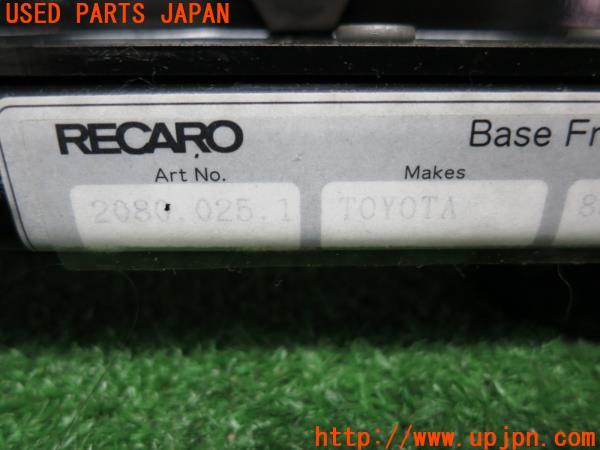 USED PARTS JAPAN
RECARO
Base Fr
Art No.
Makes
2080.025.1
TOYOTA
http://www.upjpn.com